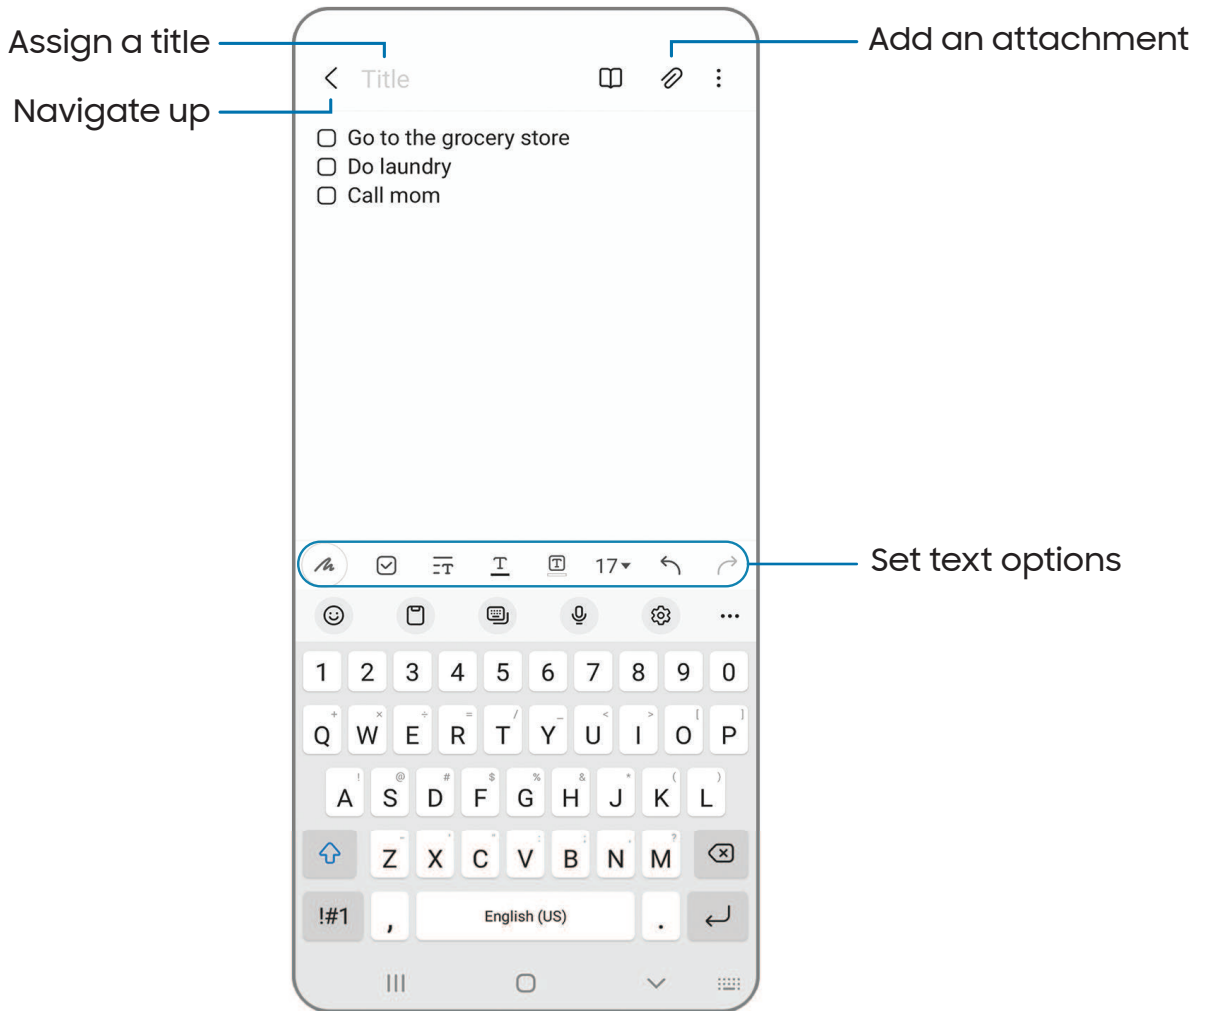 Assign a title
Add an attachment
Title
Navigate up
Go to the grocery store
Do laundry
Call mom
T T T 17
Set text options
1 2 3 4 5 6 7 8 9 0
+ × ÷ = / _ < > [ ]
Q W E R T Y U I O P
! @ # $ % & * ( )
A S D F G H J K L
- ' " : ; , ?
Z X C V B N M
!#1 , English (US) .